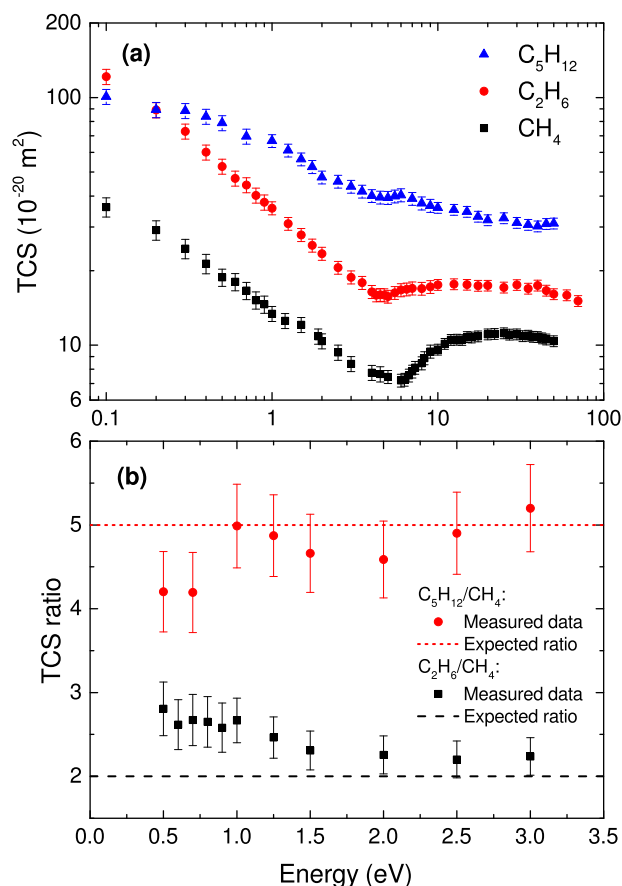 (a)
C₅H₁₂
C₂H₆
CH₄
TCS (10⁻²⁰ m²)
200
100
10
6
0.1 1 10 100
(b)
TCS ratio
6
5
4
3
2
C₅H₁₂/CH₄:
Measured data
Expected ratio
C₂H₆/CH₄:
Measured data
Expected ratio
0.0 0.5 1.0 1.5 2.0 2.5 3.0 3.5
Energy (eV)